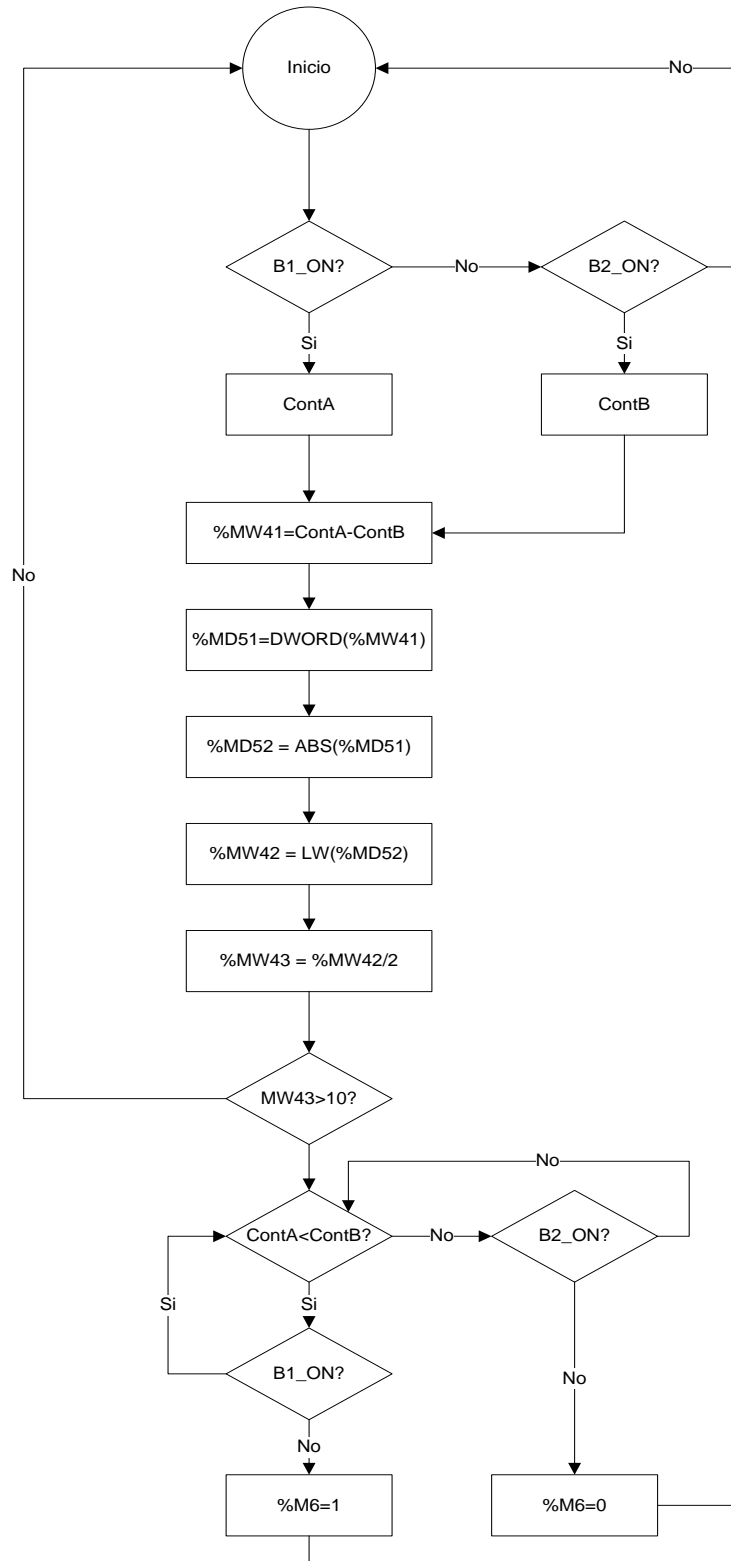 Inicio
No
B1_ON?
No
B2_ON?
Si
Si
ContA
ContB
%MW41=ContA-ContB
No
%MD51=DWORD(%MW41)
%MD52 = ABS(%MD51)
%MW42 = LW(%MD52)
%MW43 = %MW42/2
MW43>10?
No
ContA<ContB?
No
B2_ON?
Si
Si
B1_ON?
No
No
%M6=1
%M6=0